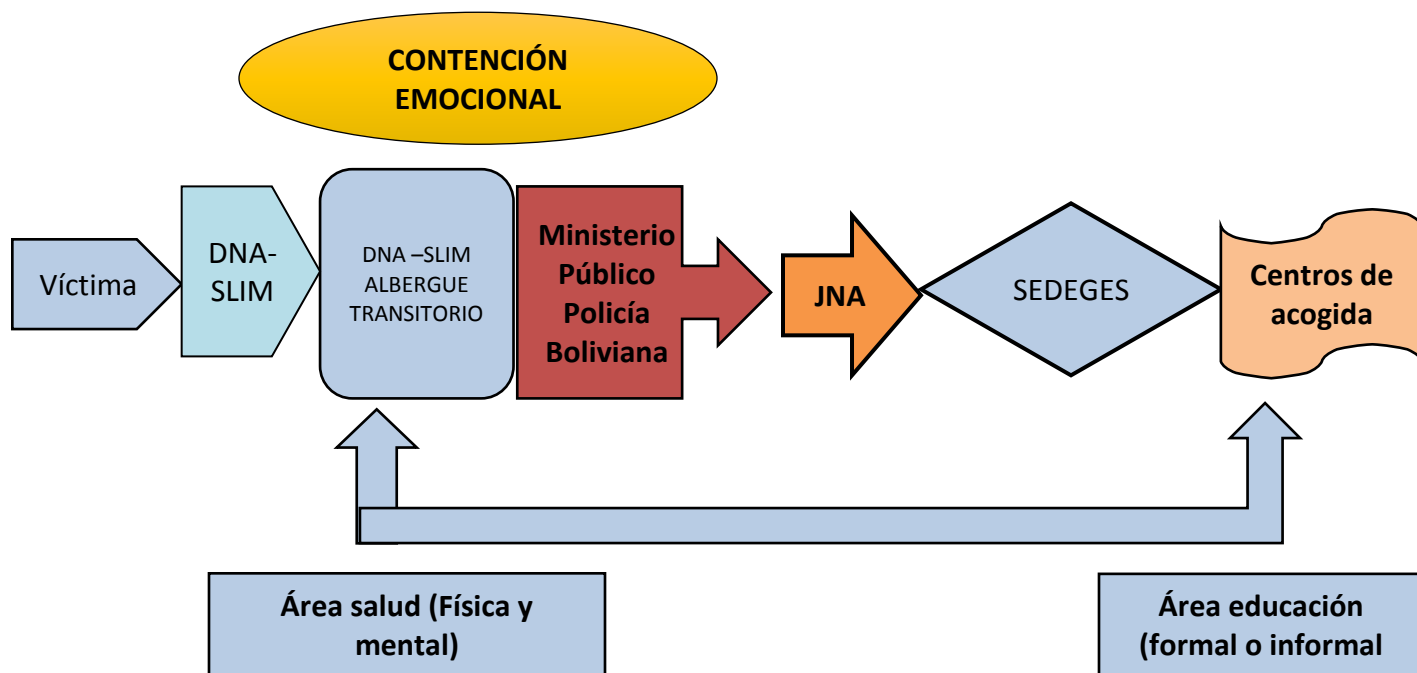 CONTENCIÓN
EMOCIONAL
Víctima
DNA-
SLIM
DNA –SLIM
ALBERGUE
TRANSITORIO
Ministerio
Público
Policía
Boliviana
JNA
SEDEGES
Centros de
acogida
Área salud (Física y
mental)
Área educación
(formal o informal